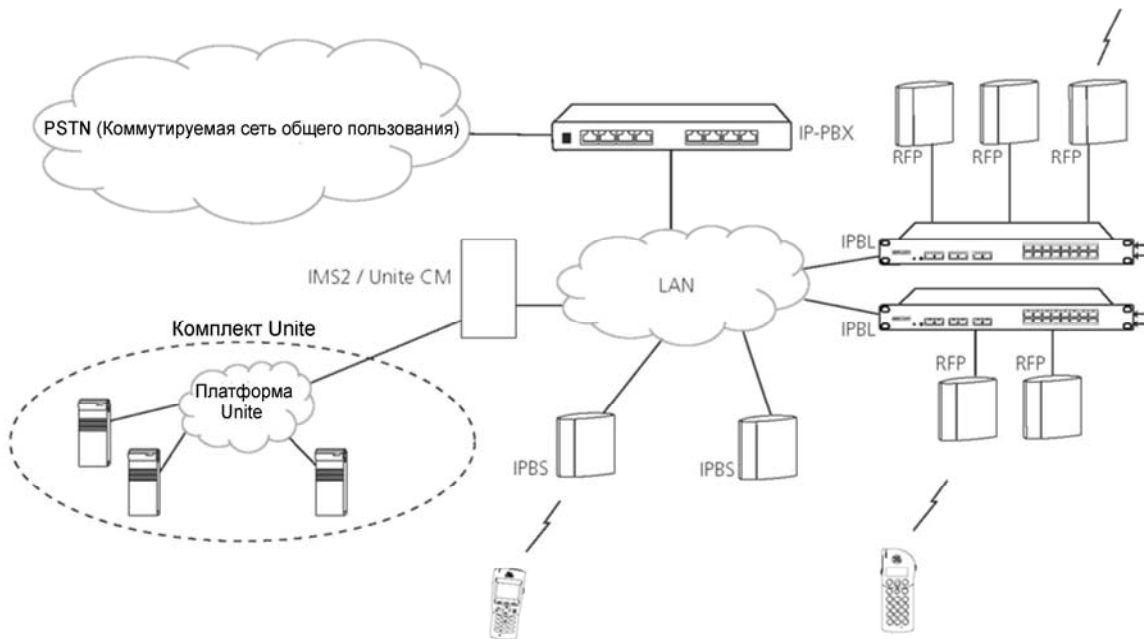 PSTN (Коммутируемая сеть общего пользования)
IP-PBX
RFP
RFP
RFP
IPBL
IMS2 / Unite CM
LAN
IPBL
Комплект Unite
RFP
RFP
Платформа
Unite
IPBS
IPBS